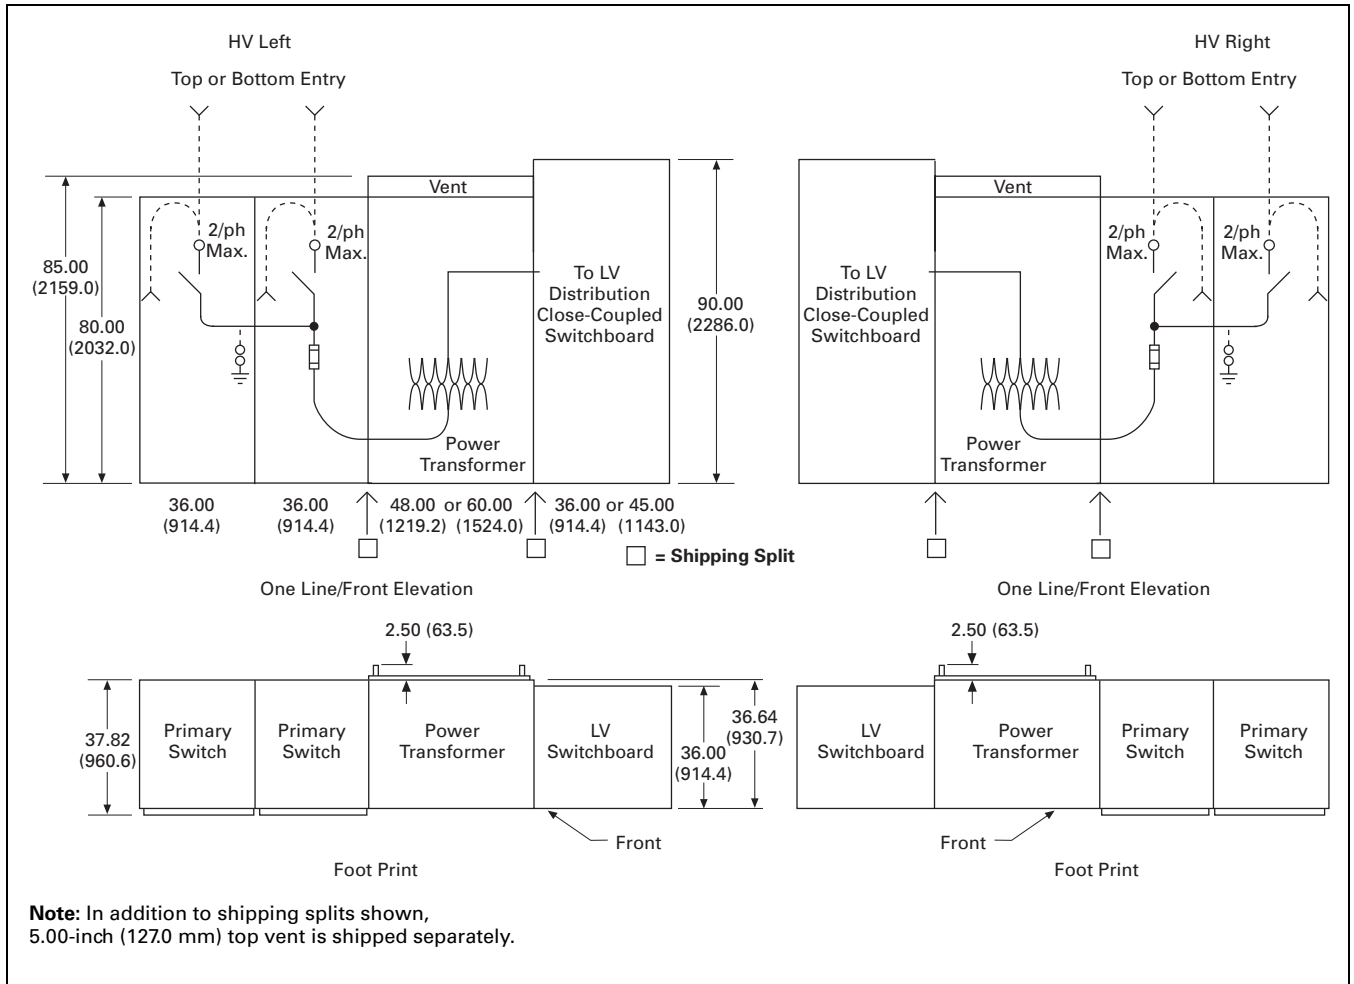 HV Left
HV Right
Top or Bottom Entry
Top or Bottom Entry
Vent
Vent
2/ph
Max.
2/ph
Max.
2/ph
Max.
2/ph
Max.
85.00
(2159.0)
80.00
(2032.0)
To LV
Distribution
Close-Coupled
Switchboard
90.00
(2286.0)
To LV
Distribution
Close-Coupled
Switchboard
Power
Transformer
Power
Transformer
36.00
(914.4)
36.00
(914.4)
48.00 or 60.00
(1219.2) (1524.0)
36.00 or 45.00
(914.4) (1143.0)
= Shipping Split
One Line/Front Elevation
One Line/Front Elevation
2.50 (63.5)
2.50 (63.5)
37.82
(960.6)
Primary
Switch
Primary
Switch
Power
Transformer
LV
Switchboard
36.00
(914.4)
36.64
(930.7)
LV
Switchboard
Power
Transformer
Primary
Switch
Primary
Switch
Front
Front
Foot Print
Foot Print
Note: In addition to shipping splits shown,
5.00-inch (127.0 mm) top vent is shipped separately.